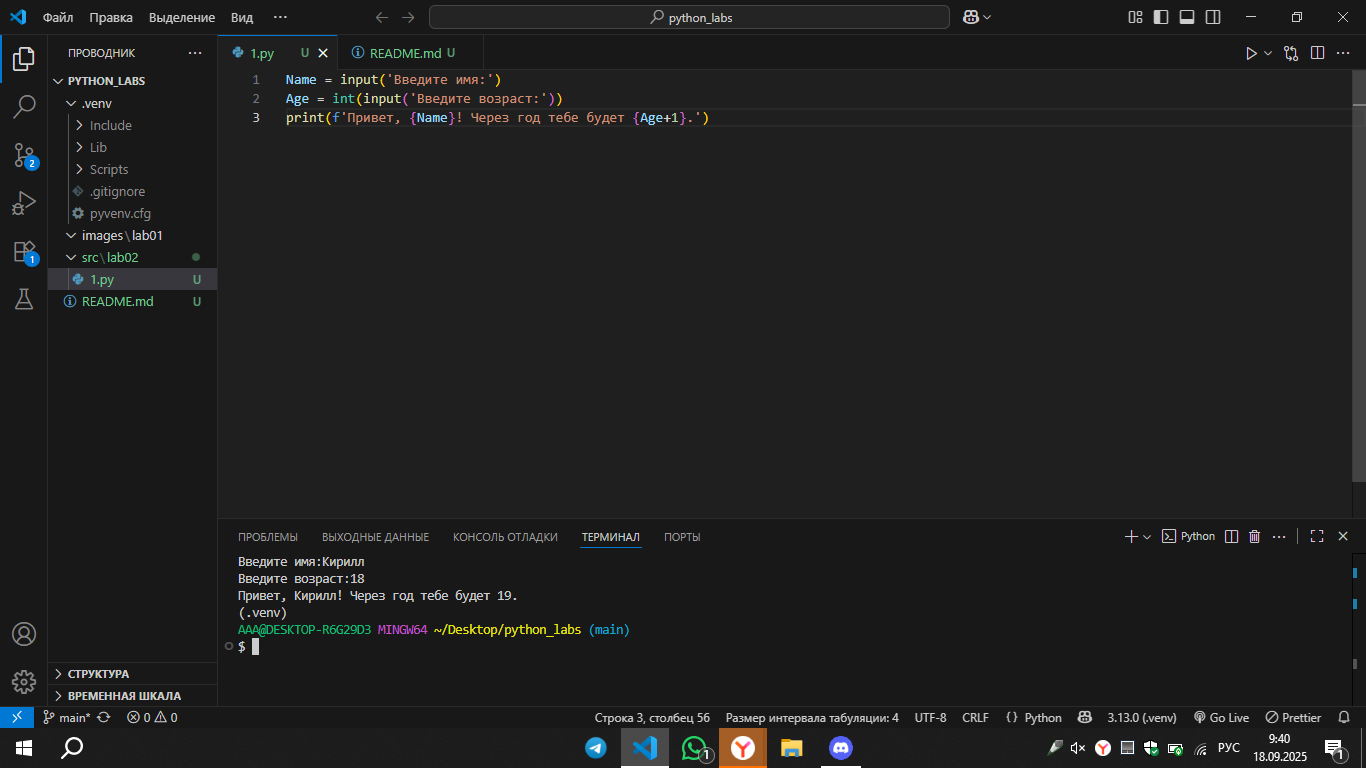 Файл Правка Выделение Вид ··· python_labs
ПРОВОДНИК ···
PYTHON_LABS
.venv
Include
Lib
Scripts
.gitignore
pyvenv.cfg
images\lab01
src\lab02
1.py U
README.md U
СТРУКТУРА
ВРЕМЕННАЯ ШКАЛА
2
1
1.py U README.md U
1 Name = input('Введите имя:')
2 Age = int(input('Введите возраст:'))
3 print(f'Привет, {Name}! Через год тебе будет {Age+1}.')
ПРОБЛЕМЫ ВЫХОДНЫЕ ДАННЫЕ КОНСОЛЬ ОТЛАДКИ ТЕРМИНАЛ ПОРТЫ Python
Введите имя:Кирилл
Введите возраст:18
Привет, Кирилл! Через год тебе будет 19.
(.venv)
AAA@DESKTOP-R6G29D3 MINGW64 ~/Desktop/python_labs (main)
$
main* 0 0 Строка 3, столбец 56 Размер интервала табуляции: 4 UTF-8 CRLF {} Python 3.13.0 (.venv) Go Live Prettier
1 РУС 9:40 1
18.09.2025